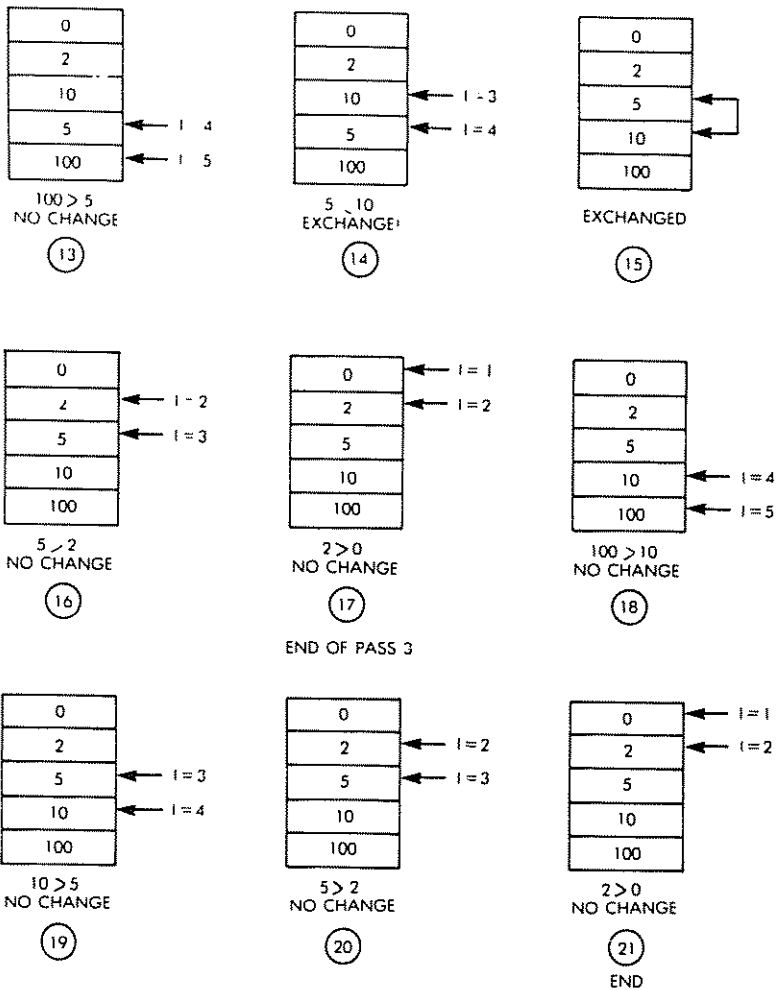 0
2
10
5
100
I 4
I 5
100 > 5
NO CHANGE
13
0
2
10
5
100
I - 3
I = 4
5 10
EXCHANGE!
14
0
2
5
10
100
EXCHANGED
15
0
2
5
10
100
I - 2
I = 3
5 2
NO CHANGE
16
0
2
5
10
100
I = 1
I = 2
2 > 0
NO CHANGE
17
END OF PASS 3
0
2
5
10
100
I = 4
I = 5
100 > 10
NO CHANGE
18
0
2
5
10
100
I = 3
I = 4
10 > 5
NO CHANGE
19
0
2
5
10
100
I = 2
I = 3
5 > 2
NO CHANGE
20
0
2
5
10
100
I = 1
I = 2
2 > 0
NO CHANGE
21
END